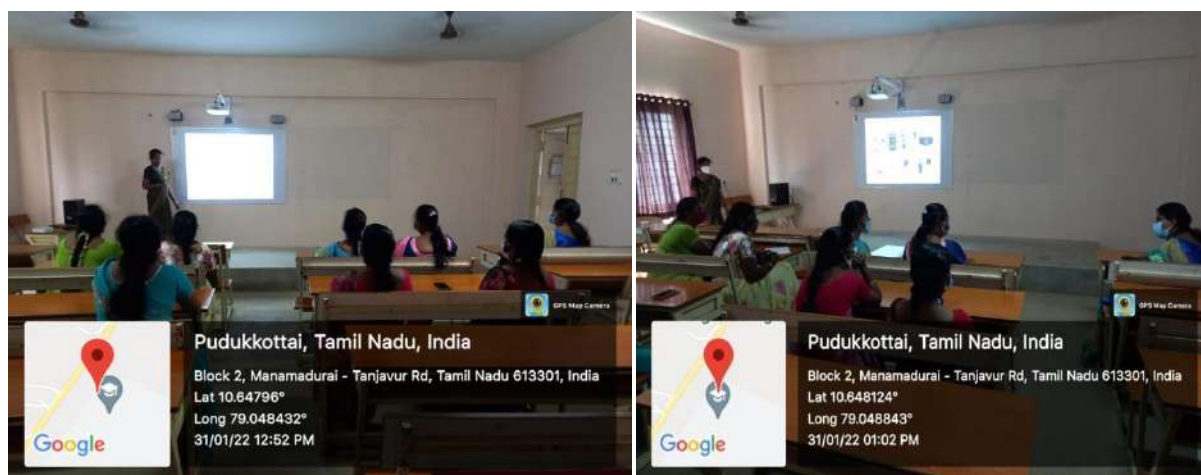 GPS Map Camera
Pudukkottai, Tamil Nadu, India
Block 2, Manamadurai - Tanjavur Rd, Tamil Nadu 613301, India
Lat 10.64796°
Long 79.048432°
31/01/22 12:52 PM
Google
GPS Map Camera
Pudukkottai, Tamil Nadu, India
Block 2, Manamadurai - Tanjavur Rd, Tamil Nadu 613301, India
Lat 10.648124°
Long 79.048843°
31/01/22 01:02 PM
Google